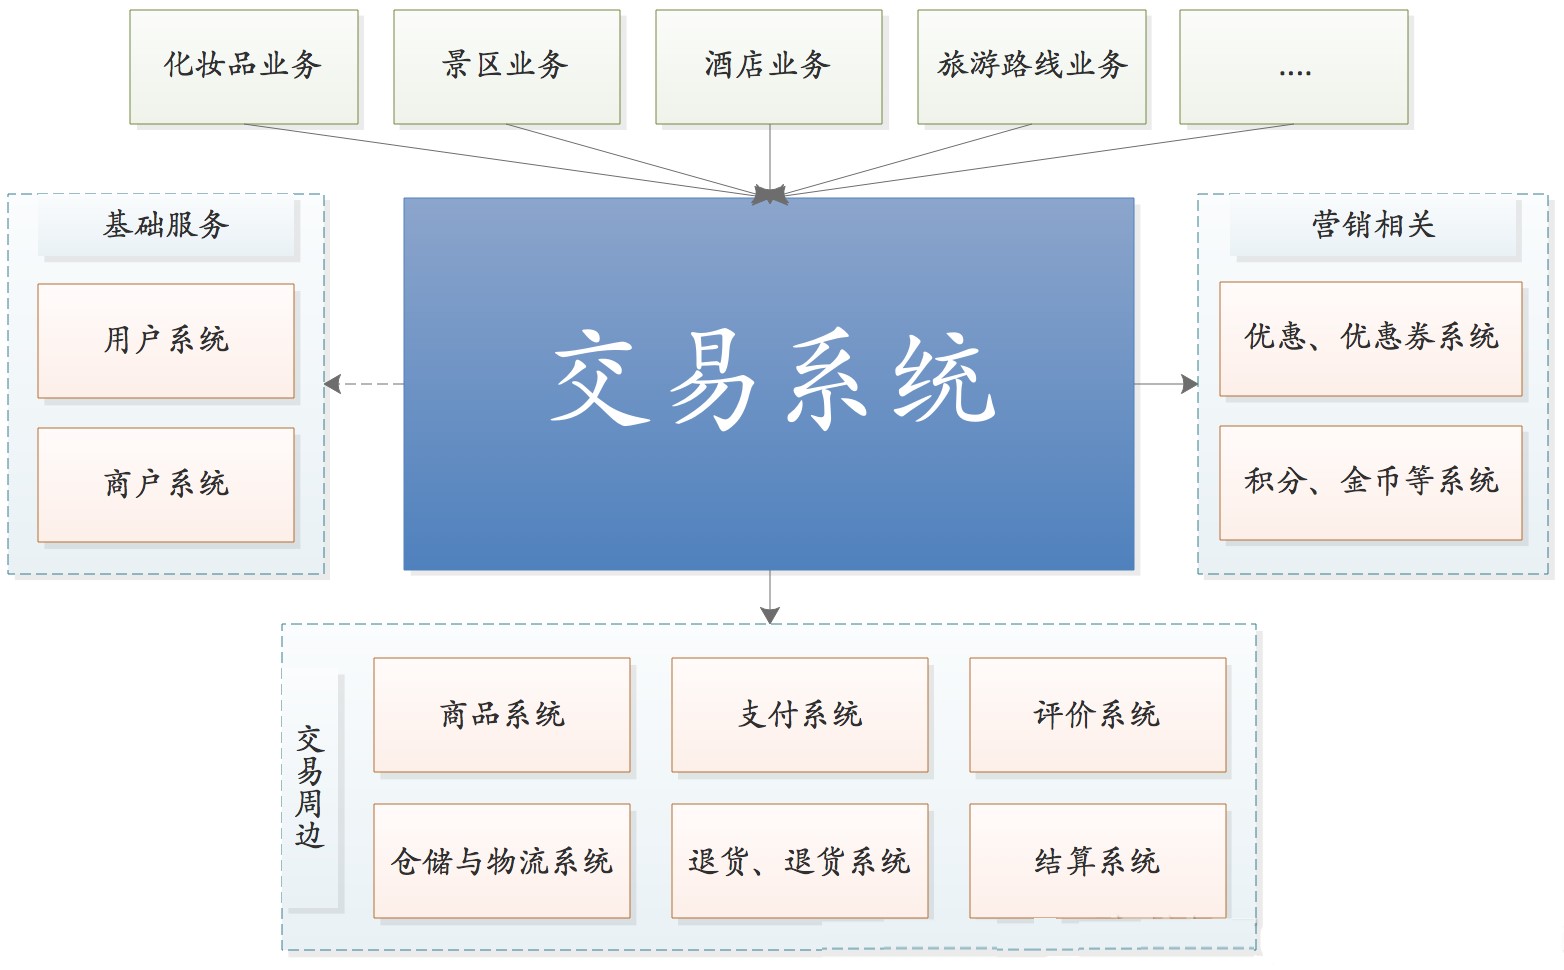 化妆品业务
景区业务
酒店业务
旅游路线业务
....
基础服务
用户系统
商户系统
交易系统
营销相关
优惠、优惠券系统
积分、金币等系统
交易周边
商品系统
支付系统
评价系统
仓储与物流系统
退货、退货系统
结算系统